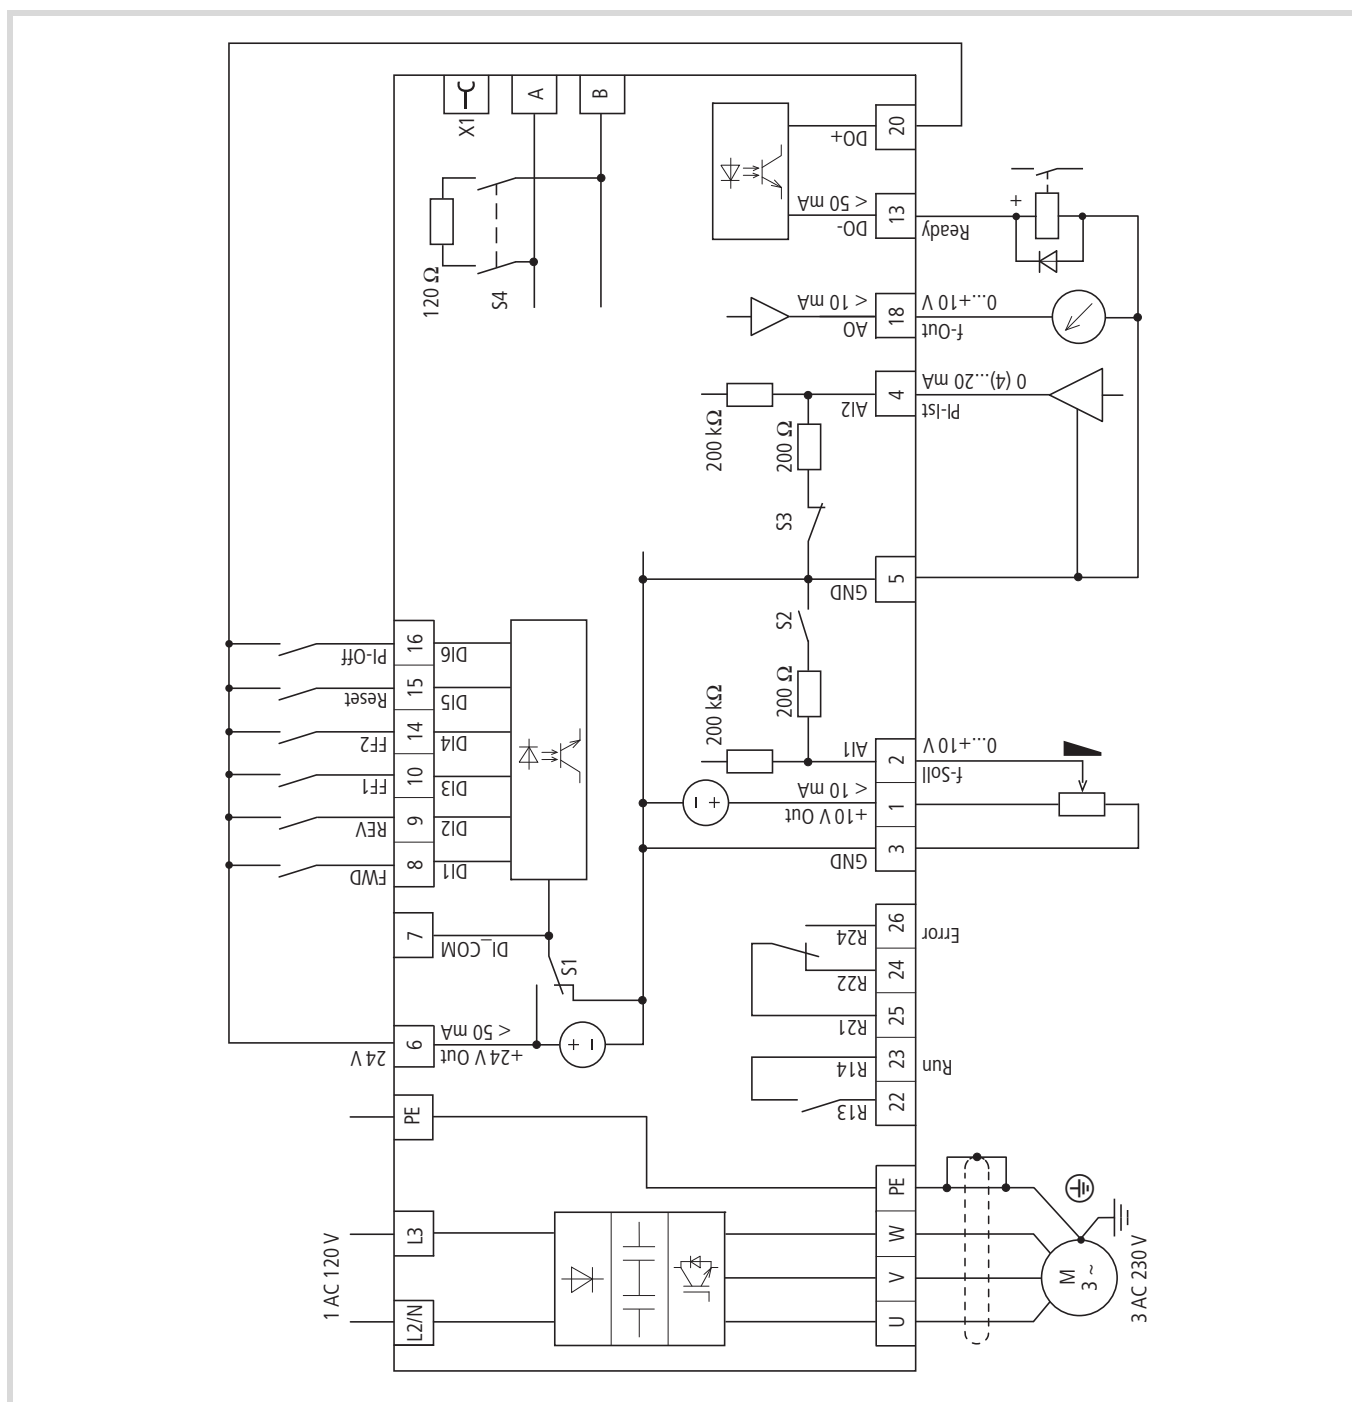 X1
A
B
120 Ω
S4
DO+
20
< 50 mA
DO-
13
Ready
+
< 10 mA
AO
18
0...+10 V
f-Out
200 kΩ
AI2
4
0 (4)...20 mA
PI-Ist
200 Ω
S3
GND
5
S2
200 Ω
200 kΩ
AI1
2
0...+10 V
f-Soll
< 10 mA
+10 V Out
1
GND
3
PI-Off
16
DI6
Reset
15
DI5
FF2
14
DI4
FF1
10
DI3
REV
9
DI2
FWD
8
DI1
7
DI_COM
S1
24 V
6
< 50 mA
+24 V Out
+ −
− +
R24
26
Error
R22
24
R21
25
R14
23
Run
R13
22
PE
PE
1 AC 120 V
L3
L2/N
W
V
U
M
3 ~
3 AC 230 V